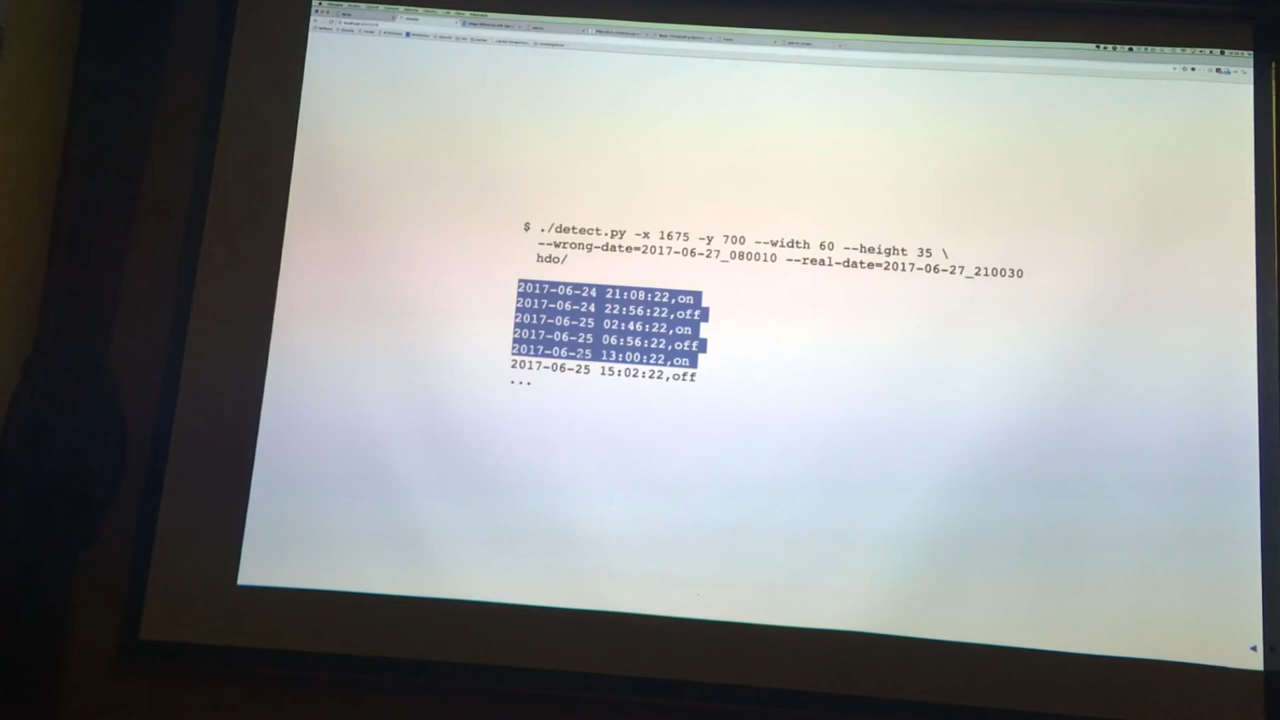 $ ./detect.py -x 1675 -y 700 --width 60 --height 35 \
--wrong-date=2017-06-27_080010 --real-date=2017-06-27_210030
hdo/
2017-06-24 21:08:22,on
2017-06-24 22:56:22,off
2017-06-25 02:46:22,on
2017-06-25 06:56:22,off
2017-06-25 13:00:22,on
2017-06-25 15:02:22,off
...